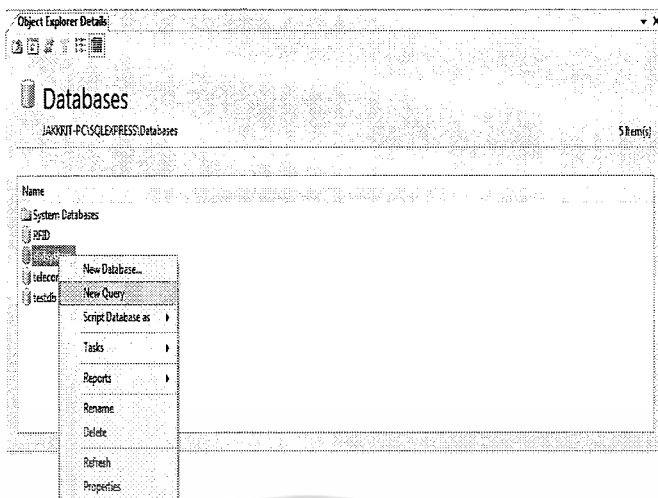 Object Explorer Details
Databases
JAKKRIT-PC\SQLEXPRESS\Databases
5 Item(s)
Name
System Databases
RFID
telecor
testdb
New Database...
New Query
Script Database as
Tasks
Reports
Rename
Delete
Refresh
Properties